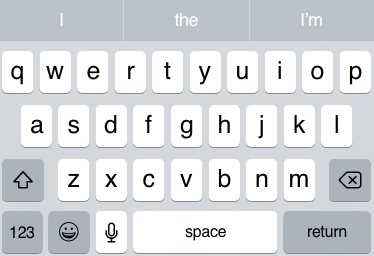 I the I'm
q w e r t y u i o p
a s d f g h j k l
z x c v b n m
123 space return